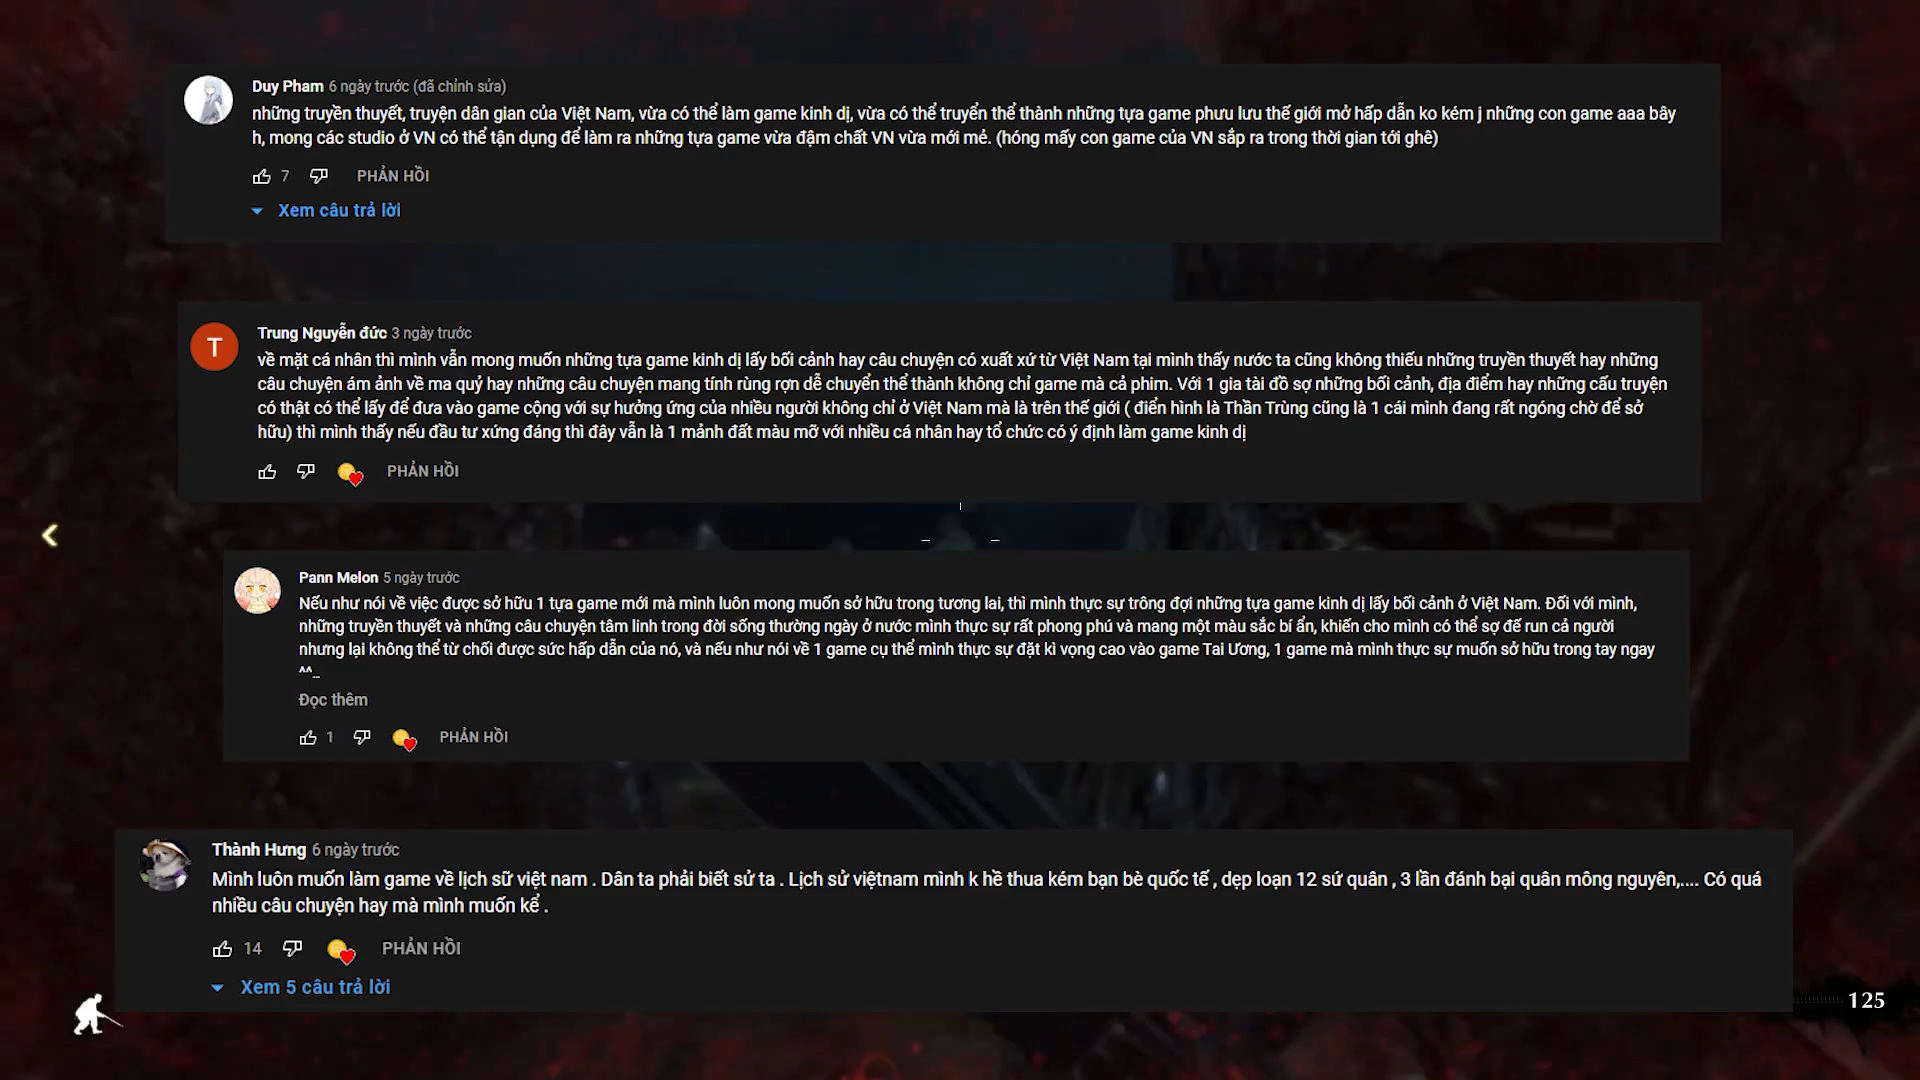 Duy Pham 6 ngày trước (đã chỉnh sửa)
những truyền thuyết, truyện dân gian của Việt Nam, vừa có thể làm game kinh dị, vừa có thể truyển thể thành những tựa game phưu lưu thế giới mở hấp dẫn ko kém j những con game aaa bây
h, mong các studio ở VN có thể tận dụng để làm ra những tựa game vừa đậm chất VN vừa mới mẻ. (hóng mấy con game của VN sắp ra trong thời gian tới ghê)
7 PHẢN HỒI
Xem câu trả lời
T
Trung Nguyễn đức 3 ngày trước
về mặt cá nhân thì mình vẫn mong muốn những tựa game kinh dị lấy bối cảnh hay câu chuyện có xuất xứ từ Việt Nam tại mình thấy nước ta cũng không thiếu những truyền thuyết hay những
câu chuyện ám ảnh về ma quỷ hay những câu chuyện mang tính rùng rợn dễ chuyển thể thành không chỉ game mà cả phim. Với 1 gia tài đồ sợ những bối cảnh, địa điểm hay những cấu truyện
có thật có thể lấy để đưa vào game cộng với sự hưởng ứng của nhiều người không chỉ ở Việt Nam mà là trên thế giới ( điển hình là Thần Trùng cũng là 1 cái mình đang rất ngóng chờ để sở
hữu) thì mình thấy nếu đầu tư xứng đáng thì đây vẫn là 1 mảnh đất màu mỡ với nhiều cá nhân hay tổ chức có ý định làm game kinh dị
PHẢN HỒI
Pann Melon 5 ngày trước
Nếu như nói về việc được sở hữu 1 tựa game mới mà mình luôn mong muốn sở hữu trong tương lai, thì mình thực sự trông đợi những tựa game kinh dị lấy bối cảnh ở Việt Nam. Đối với mình,
những truyền thuyết và những câu chuyện tâm linh trong đời sống thường ngày ở nước mình thực sự rất phong phú và mang một màu sắc bí ẩn, khiến cho mình có thể sợ đế run cả người
nhưng lại không thể từ chối được sức hấp dẫn của nó, và nếu như nói về 1 game cụ thể mình thực sự đặt kì vọng cao vào game Tai Ương, 1 game mà mình thực sự muốn sở hữu trong tay ngay
^^...
Đọc thêm
1 PHẢN HỒI
Thành Hưng 6 ngày trước
Mình luôn muốn làm game về lịch sữ việt nam . Dân ta phải biết sử ta . Lịch sử việtnam mình k hề thua kém bạn bè quốc tế , dẹp loạn 12 sứ quân , 3 lần đánh bại quân mông nguyên,.... Có quá
nhiều câu chuyện hay mà mình muốn kể .
14 PHẢN HỒI
Xem 5 câu trả lời
125